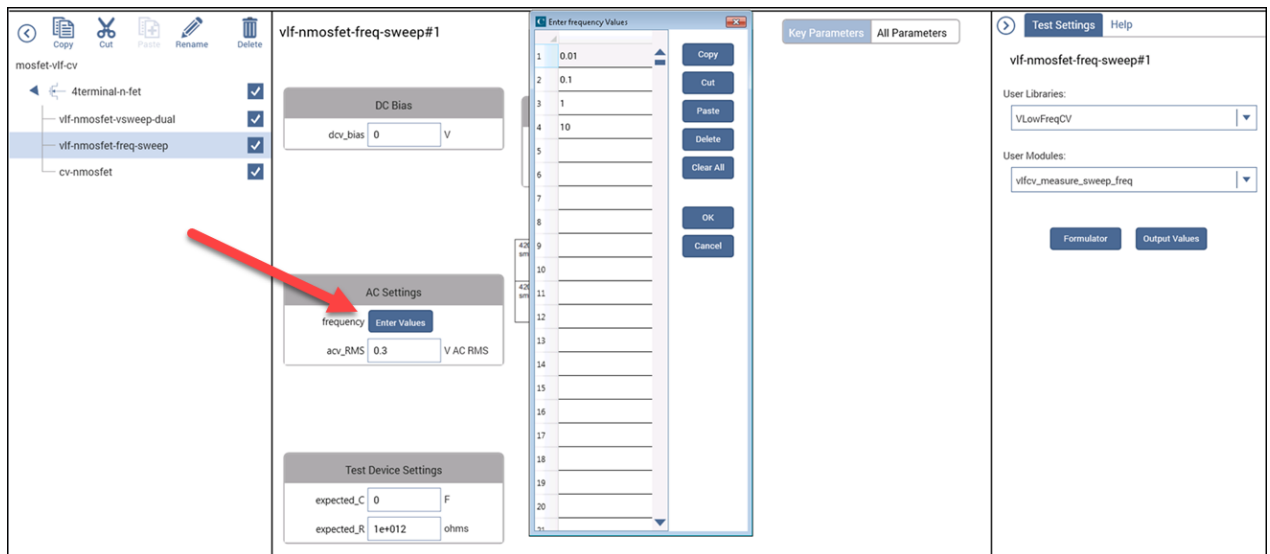 Copy
Cut
Paste
Rename
Delete
mosfet-vlf-cv
4terminal-n-fet
vlf-nmosfet-vsweep-dual
vlf-nmosfet-freq-sweep
cv-nmosfet
vlf-nmosfet-freq-sweep#1
DC Bias
dcv_bias 0 V
AC Settings
frequency Enter Values
acv_RMS 0.3 V AC RMS
Test Device Settings
expected_C 0 F
expected_R 1e+012 ohms
420
sm
420
sm
Enter frequency Values
1 0.01
2 0.1
3 1
4 10
5
6
7
8
9
10
11
12
13
14
15
16
17
18
19
20
21
Copy
Cut
Paste
Delete
Clear All
OK
Cancel
Key Parameters All Parameters
Test Settings Help
vlf-nmosfet-freq-sweep#1
User Libraries:
VLowFreqCV
User Modules:
vlfcv_measure_sweep_freq
Formulator Output Values